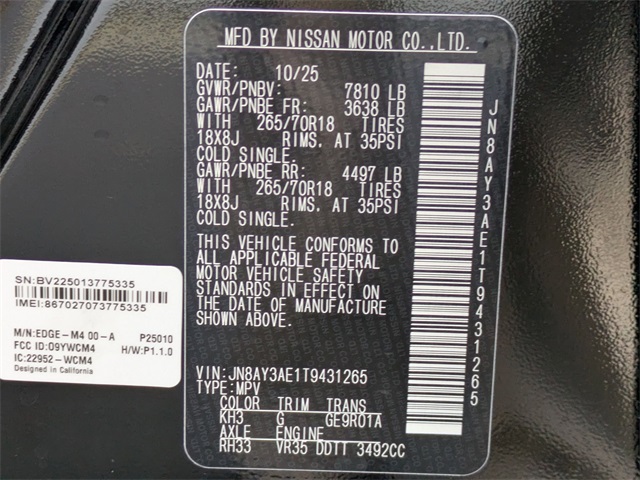 MFD BY NISSAN MOTOR CO.,LTD.
DATE: 10/25
GVWR/PNBV: 7810 LB
GAWR/PNBE FR: 3638 LB
WITH 265/70R18 TIRES
18X8J RIMS. AT 35PSI
COLD SINGLE.
GAWR/PNBE RR: 4497 LB
WITH 265/70R18 TIRES
18X8J RIMS. AT 35PSI
COLD SINGLE.
THIS VEHICLE CONFORMS TO
ALL APPLICABLE FEDERAL
MOTOR VEHICLE SAFETY
STANDARDS IN EFFECT ON
THE DATE OF MANUFACTURE
SHOWN ABOVE.
VIN: JN8AY3AE1T9431265
TYPE: MPV
COLOR TRIM TRANS
KH3 G GE9R01A
AXLE ENGINE
RH33 VR35 DDTT 3492CC
JN8AY3AE1T9431265
SN:BV225013775335
IMEI:867027073775335
M/N:EDGE-M4 00-A P25010
FCC ID:O9YWCM4 H/W:P1.1.0
IC:22952-WCM4
Designed in California